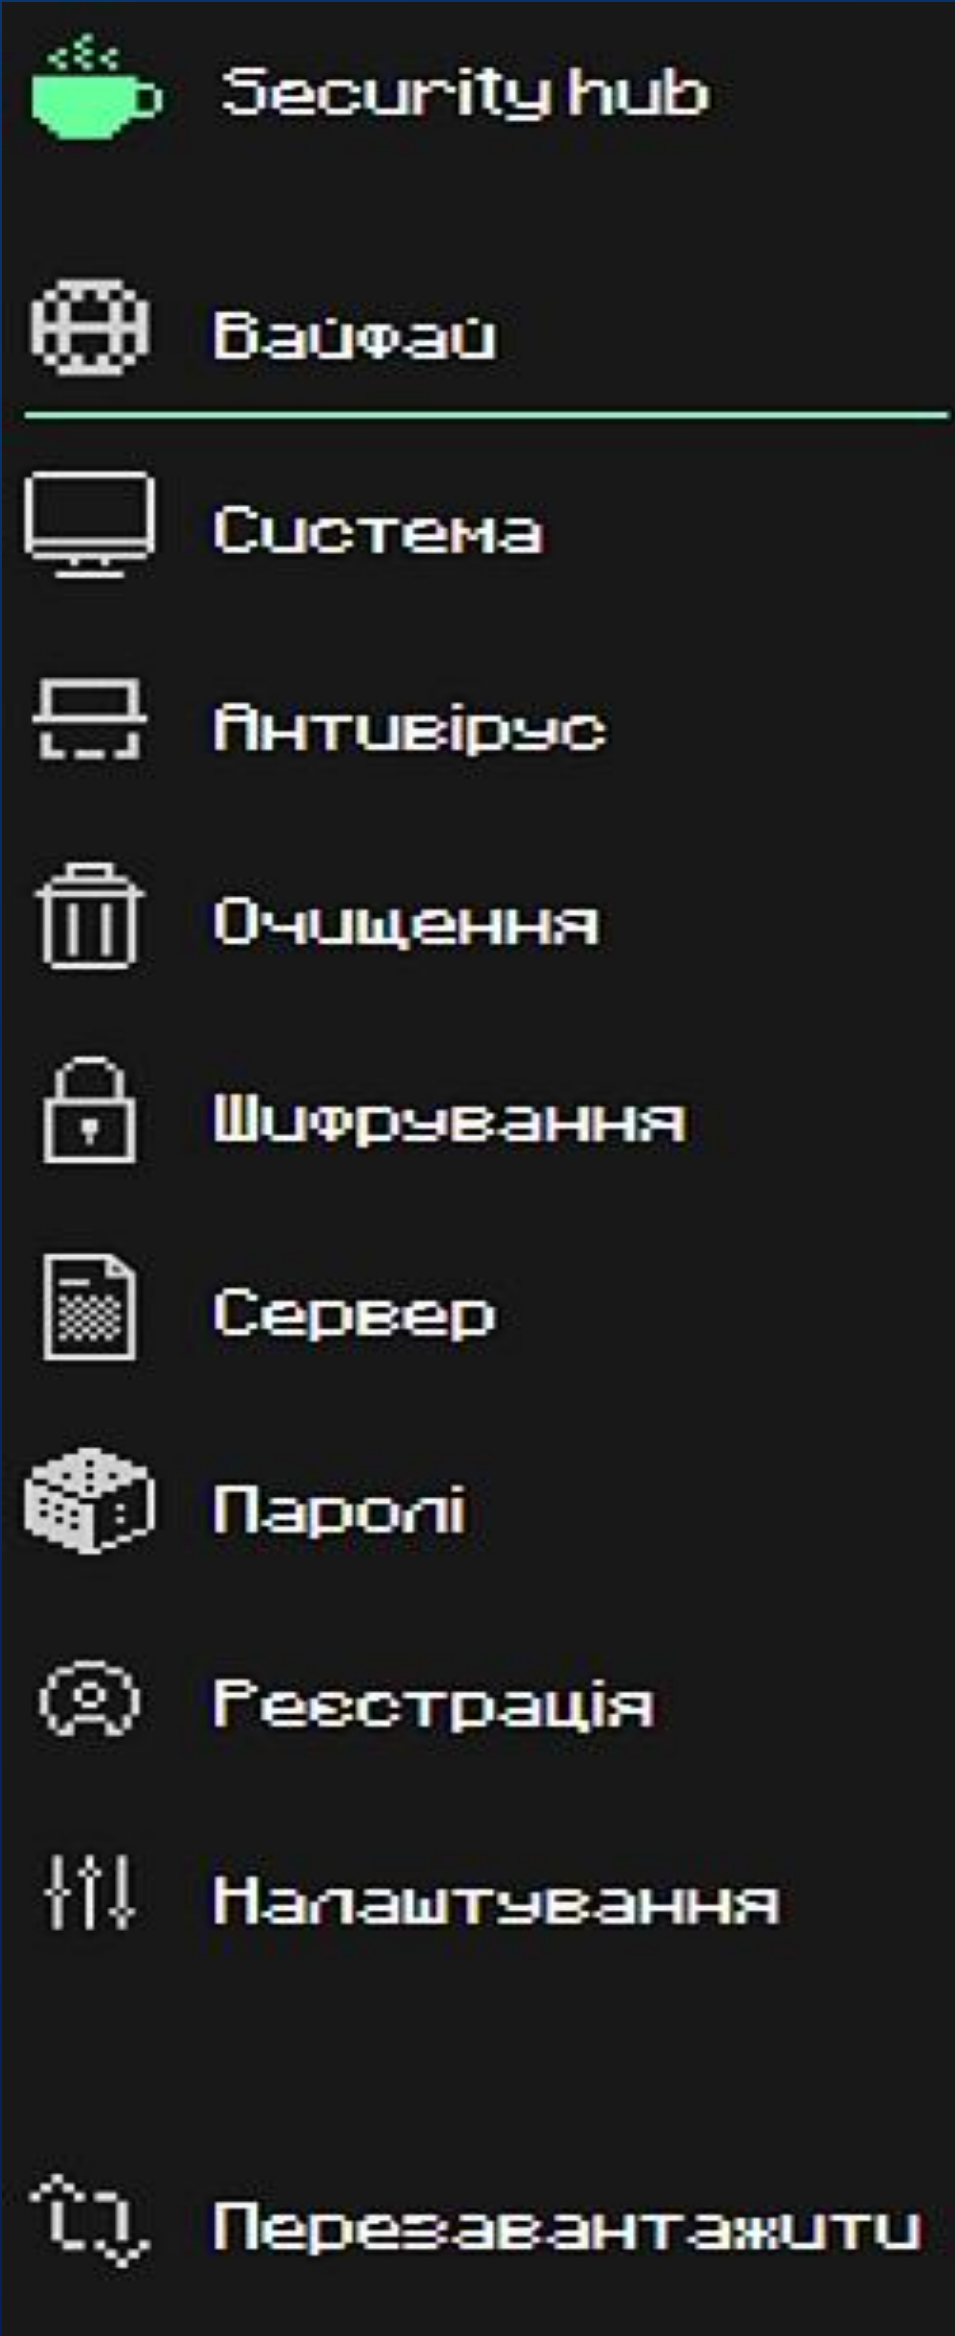 Security hub
Вайфай
Система
Антивірус
Очищення
Шифрування
Сервер
Паролі
Реєстрація
Налаштування
Перезавантажити